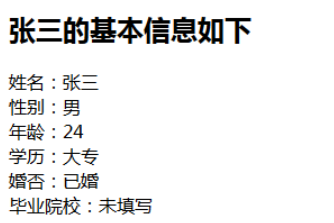 张三的基本信息如下
姓名：张三
性别：男
年龄：24
学历：大专
婚否：已婚
毕业院校：未填写